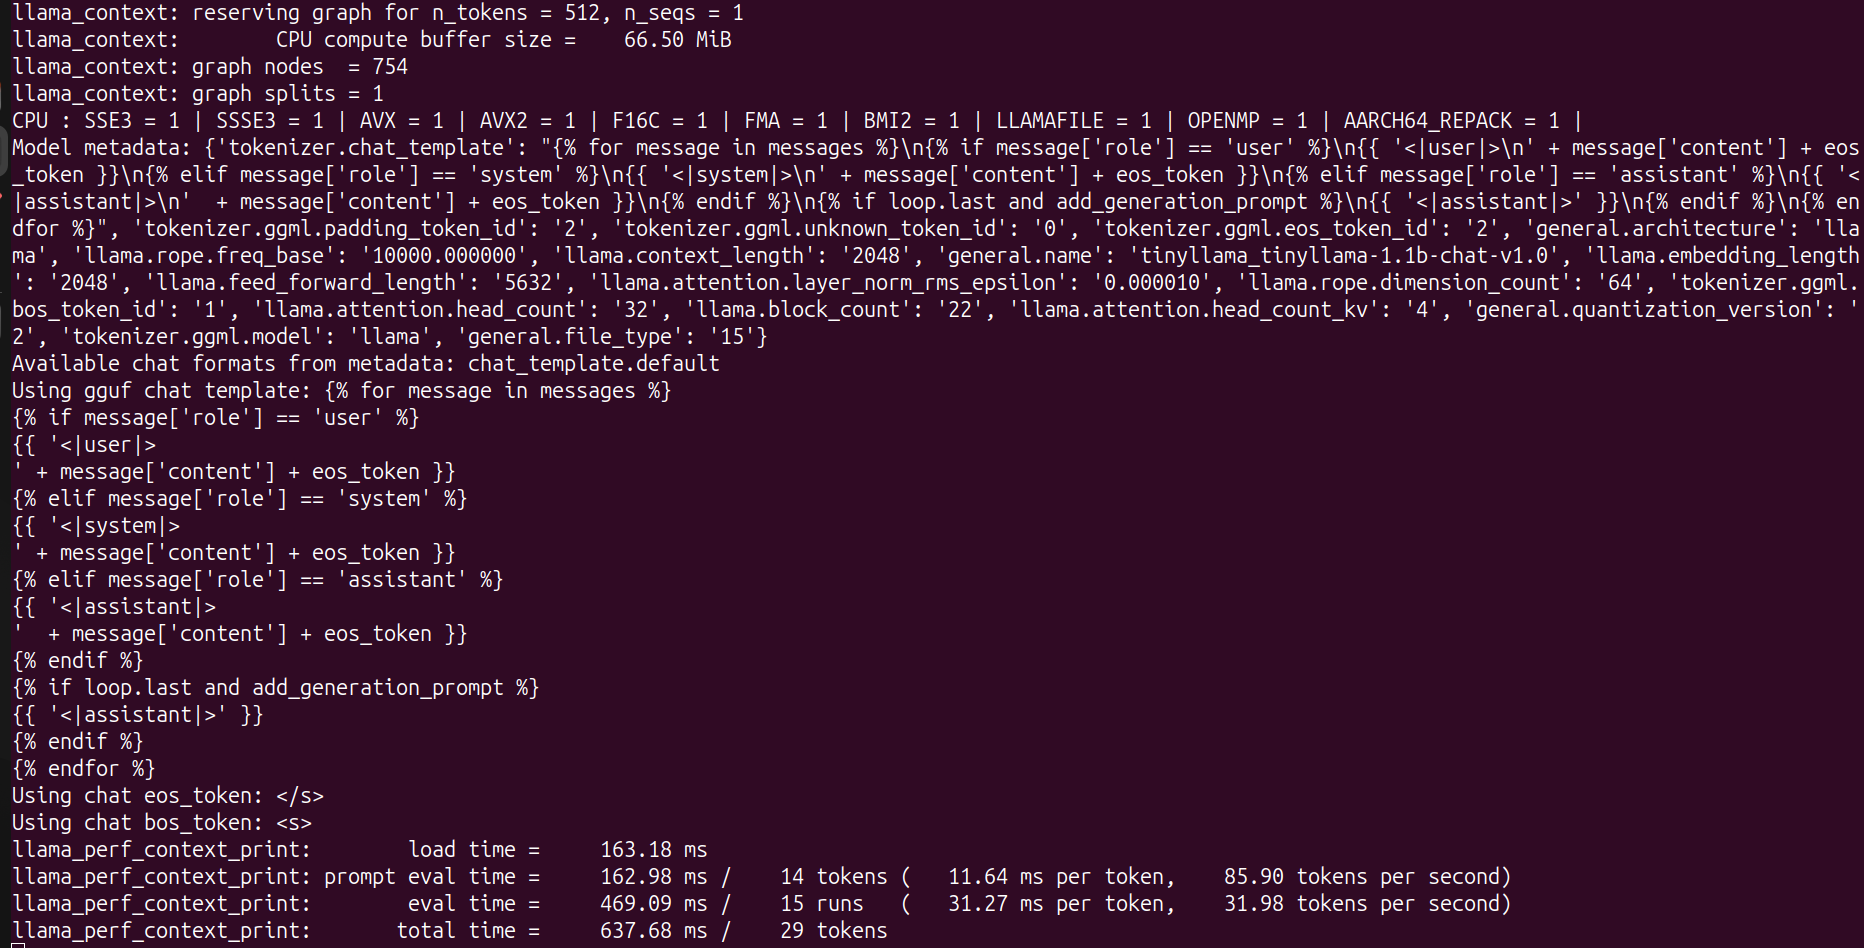 llama_context: reserving graph for n_tokens = 512, n_seqs = 1
llama_context:        CPU compute buffer size =    66.50 MiB
llama_context: graph nodes  = 754
llama_context: graph splits = 1
CPU : SSE3 = 1 | SSSE3 = 1 | AVX = 1 | AVX2 = 1 | F16C = 1 | FMA = 1 | BMI2 = 1 | LLAMAFILE = 1 | OPENMP = 1 | AARCH64_REPACK = 1 |
Model metadata: {'tokenizer.chat_template': "{% for message in messages %}\n{% if message['role'] == 'user' %}\n{{ '<|user|>\n' + message['content'] + eos
_token }}\n{% elif message['role'] == 'system' %}\n{{ '<|system|>\n' + message['content'] + eos_token }}\n{% elif message['role'] == 'assistant' %}\n{{ '<
|assistant|>\n'  + message['content'] + eos_token }}\n{% endif %}\n{% if loop.last and add_generation_prompt %}\n{{ '<|assistant|>' }}\n{% endif %}\n{% en
dfor %}", 'tokenizer.ggml.padding_token_id': '2', 'tokenizer.ggml.unknown_token_id': '0', 'tokenizer.ggml.eos_token_id': '2', 'general.architecture': 'lla
ma', 'llama.rope.freq_base': '10000.000000', 'llama.context_length': '2048', 'general.name': 'tinyllama_tinyllama-1.1b-chat-v1.0', 'llama.embedding_length
': '2048', 'llama.feed_forward_length': '5632', 'llama.attention.layer_norm_rms_epsilon': '0.000010', 'llama.rope.dimension_count': '64', 'tokenizer.ggml.
bos_token_id': '1', 'llama.attention.head_count': '32', 'llama.block_count': '22', 'llama.attention.head_count_kv': '4', 'general.quantization_version': '
2', 'tokenizer.ggml.model': 'llama', 'general.file_type': '15'}
Available chat formats from metadata: chat_template.default
Using gguf chat template: {% for message in messages %}
{% if message['role'] == 'user' %}
{{ '<|user|>
' + message['content'] + eos_token }}
{% elif message['role'] == 'system' %}
{{ '<|system|>
' + message['content'] + eos_token }}
{% elif message['role'] == 'assistant' %}
{{ '<|assistant|>
'  + message['content'] + eos_token }}
{% endif %}
{% if loop.last and add_generation_prompt %}
{{ '<|assistant|>' }}
{% endif %}
{% endfor %}
Using chat eos_token: </s>
Using chat bos_token: <s>
llama_perf_context_print:        load time =     163.18 ms
llama_perf_context_print: prompt eval time =     162.98 ms /    14 tokens (   11.64 ms per token,    85.90 tokens per second)
llama_perf_context_print:        eval time =     469.09 ms /    15 runs   (   31.27 ms per token,    31.98 tokens per second)
llama_perf_context_print:       total time =     637.68 ms /    29 tokens